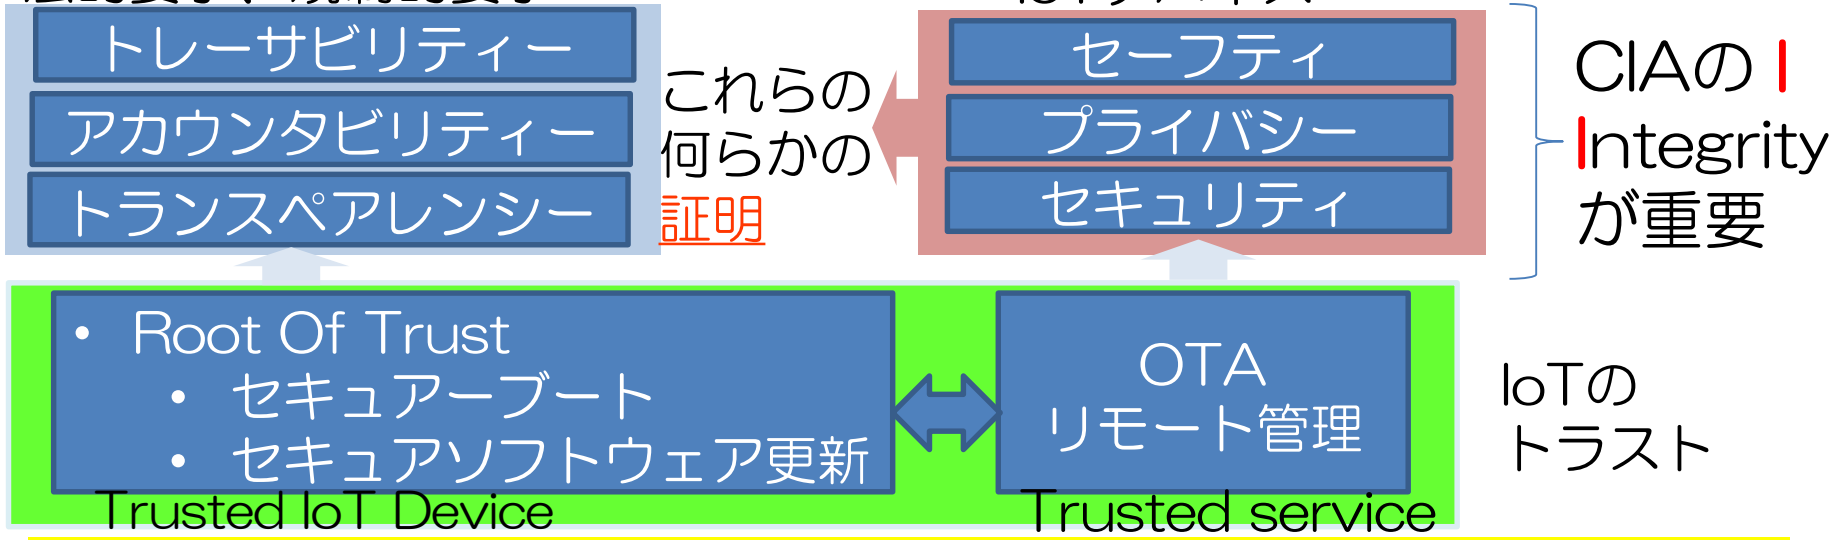 トレーサビリティー
アカウンタビリティー
トランスペアレンシー
これらの
何らかの
証明
セーフティ
プライバシー
セキュリティ
CIAの I
Integrity
が重要
• Root Of Trust
• セキュアーブート
• セキュアソフトウェア更新
Trusted IoT Device
OTA
リモート管理
Trusted service
IoTの
トラスト